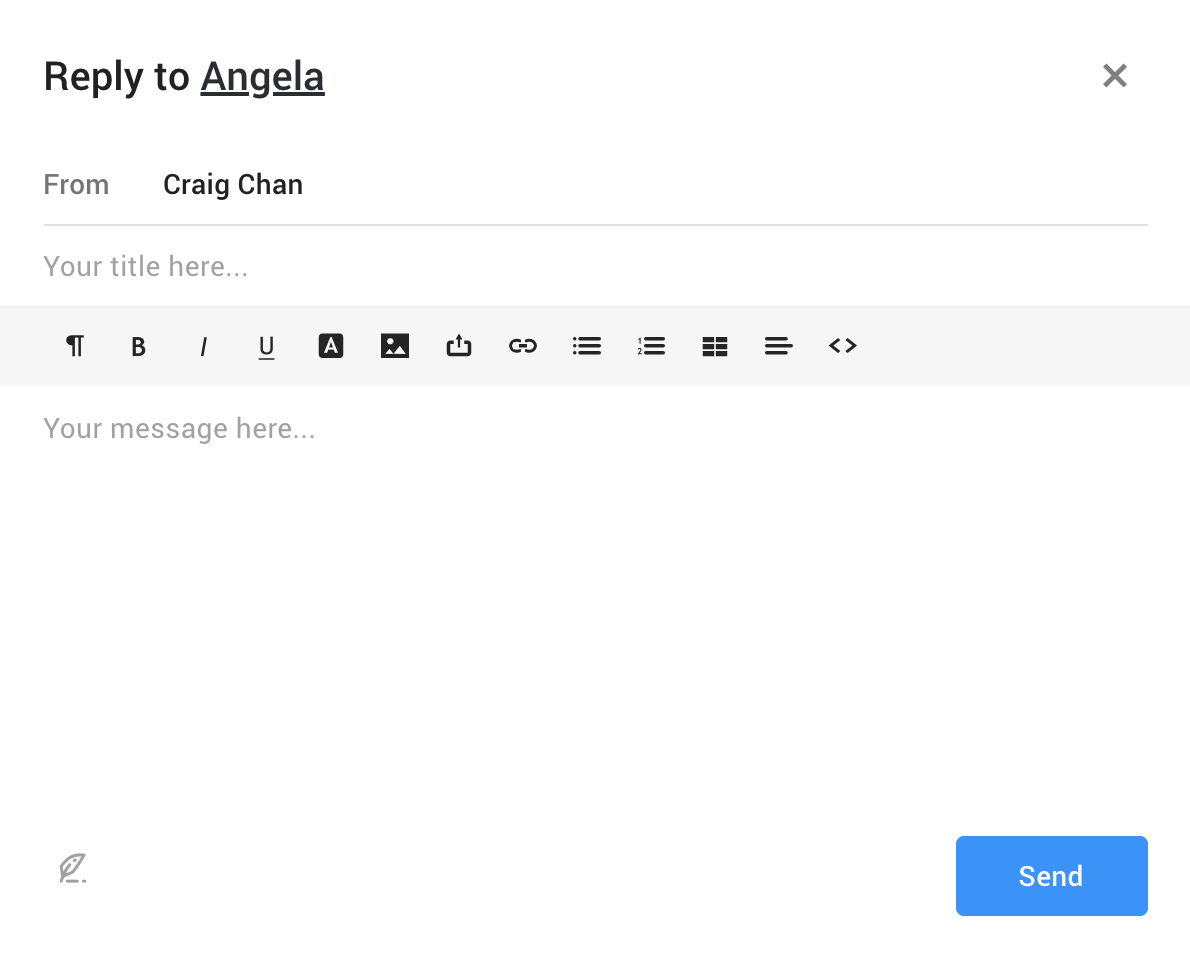 Reply to Angela
From Craig Chan
Your title here...
¶ B I U A
Your message here...
Send